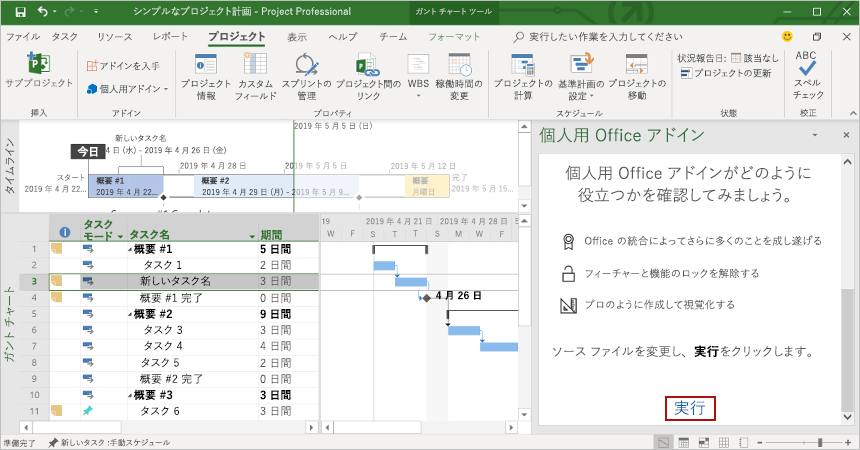 シンプルなプロジェクト計画 - Project Professional
ガント チャート ツール
ファイル タスク リソース レポート プロジェクト 表示 ヘルプ チーム フォーマット 実行したい作業を入力してください
サブプロジェクト
挿入
アドインを入手
個人用アドイン
アドイン
プロジェクト情報
カスタム フィールド
スプリントの管理
プロジェクト間のリンク
WBS
稼働時間の変更
プロパティ
プロジェクトの計算
基準計画の設定
プロジェクトの移動
スケジュール
状況報告日: 該当なし
プロジェクトの更新
状態
ABC
スペル チェック
校正
タイムライン
2019 年 5 月 5 日 (日)
新しいタスク名
今日
4 日 (水) - 2019 年 4 月 26 日 (金)
2019 年 4 月 28 日
2019 年 5 月 5 日
2019 年 5 月 12 日
スタート
2019 年 4 月 22...
概要 #1
2019 年 4 月 22...
概要 #2
2019 年 4 月 29 日 (月) - 2019 年 5 月
概要
月曜日
完了
2019 年 5 月 15...
ガント チャート
タスク モード
タスク名
期間
19
2019 年 4 月 21 日
2019 年 4 月 28 日
W F S T T S M W F S
1 概要 #1 5 日間
2 タスク 1 2 日間
3 新しいタスク名 3 日間
4 概要 #1 完了 0 日間
4 月 26 日
5 概要 #2 9 日間
6 タスク 3 3 日間
7 タスク 4 4 日間
8 タスク 5 2 日間
9 概要 #2 完了 0 日間
10 概要 #3 3 日間
11 タスク 6 3 日間
個人用 Office アドイン
個人用 Office アドインがどのように
役立つかを確認してみましょう。
Office の統合によってさらに多くのことを成し遂げる
フィーチャーと機能のロックを解除する
プロのように作成して視覚化する
ソース ファイルを変更し、実行をクリックします。
実行
準備完了
新しいタスク :手動スケジュール